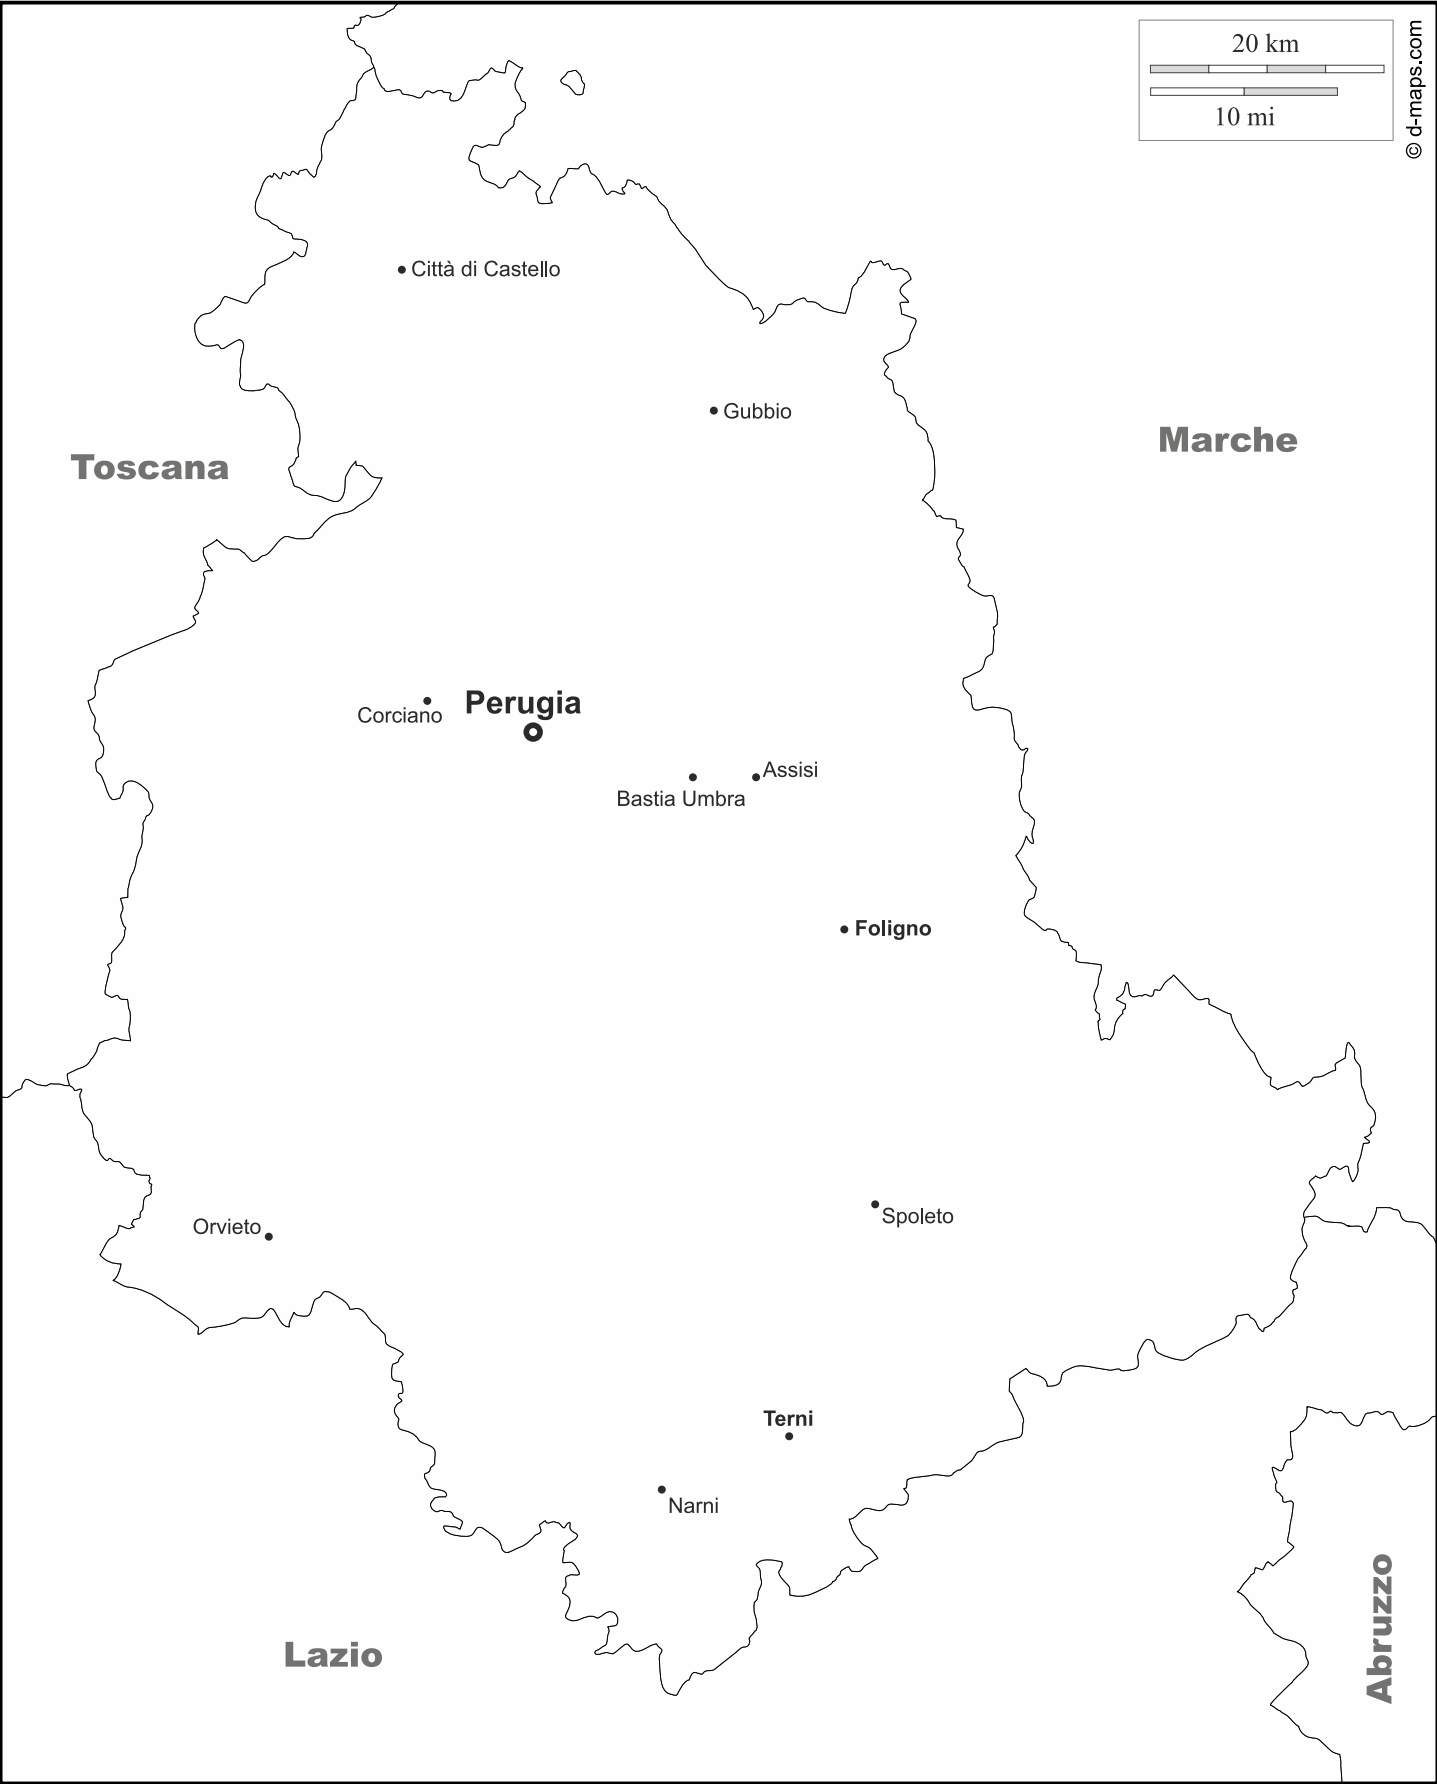 20 km
10 mi
© d-maps.com
Città di Castello
Gubbio
Marche
Toscana
Perugia
Corciano
Assisi
Bastia Umbra
Foligno
Spoleto
Orvieto
Terni
Narni
Lazio
Abruzzo